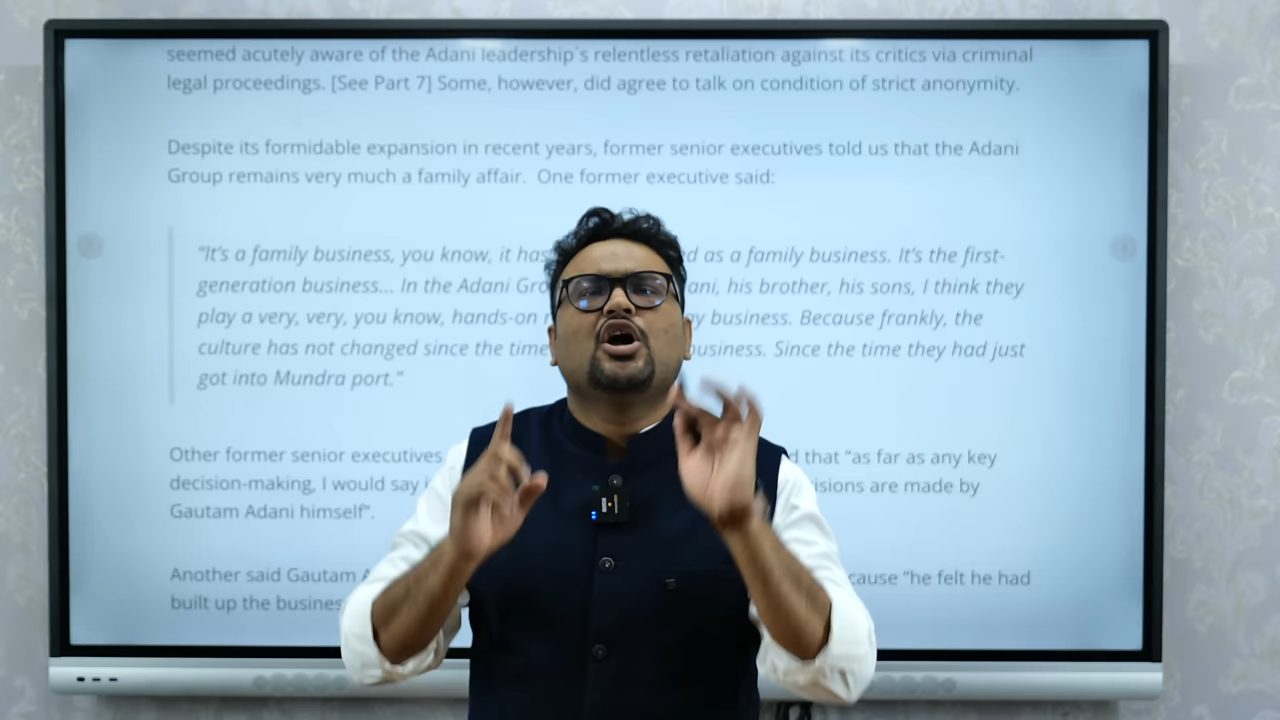 seemed acutely aware of the Adani leadership's relentless retaliation against its critics via criminal
legal proceedings. [See Part 7] Some, however, did agree to talk on condition of strict anonymity.
Despite its formidable expansion in recent years, former senior executives told us that the Adani
Group remains very much a family affair. One former executive said:
“It's a family business, you know, it has d as a family business. It's the first-
generation business... In the Adani Gro ani, his brother, his sons, I think they
play a very, very, you know, hands-on y business. Because frankly, the
culture has not changed since the time business. Since the time they had just
got into Mundra port.”
Other former senior executives d that “as far as any key
decision-making, I would say isions are made by
Gautam Adani himself”.
Another said Gautam A cause “he felt he had
built up the busines